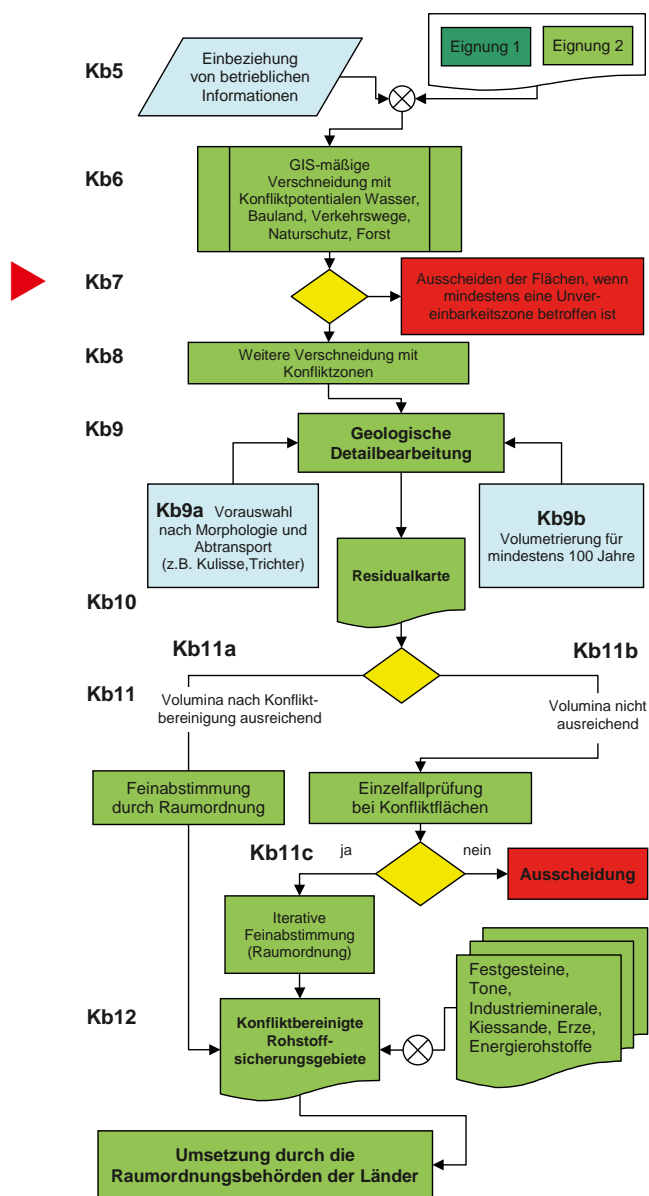 Kb5
Einbeziehung
von betrieblichen
Informationen
Eignung 1
Eignung 2
Kb6
GIS-mäßige
Verschneidung mit
Konfliktpotentialen Wasser,
Bauland, Verkehrswege,
Naturschutz, Forst
Kb7
Ausscheiden der Flächen, wenn
mindestens eine Unver-
einbarkeitszone betroffen ist
Kb8
Weitere Verschneidung mit
Konfliktzonen
Kb9
Geologische
Detailbearbeitung
Kb9a Vorauswahl
nach Morphologie und
Abtransport
(z.B. Kulisse,Trichter)
Kb9b
Volumetrierung für
mindestens 100 Jahre
Residualkarte
Kb10
Kb11a
Kb11b
Kb11
Volumina nach Konflikt-
bereinigung ausreichend
Volumina nicht
ausreichend
Feinabstimmung
durch Raumordnung
Einzelfallprüfung
bei Konfliktflächen
Kb11c
ja
nein
Ausscheidung
Iterative
Feinabstimmung
(Raumordnung)
Kb12
Konfliktbereinigte
Rohstoff-
sicherungsgebiete
Festgesteine,
Tone,
Industrieminerale,
Kiessande, Erze,
Energierohstoffe
Umsetzung durch die
Raumordnungsbehörden der Länder